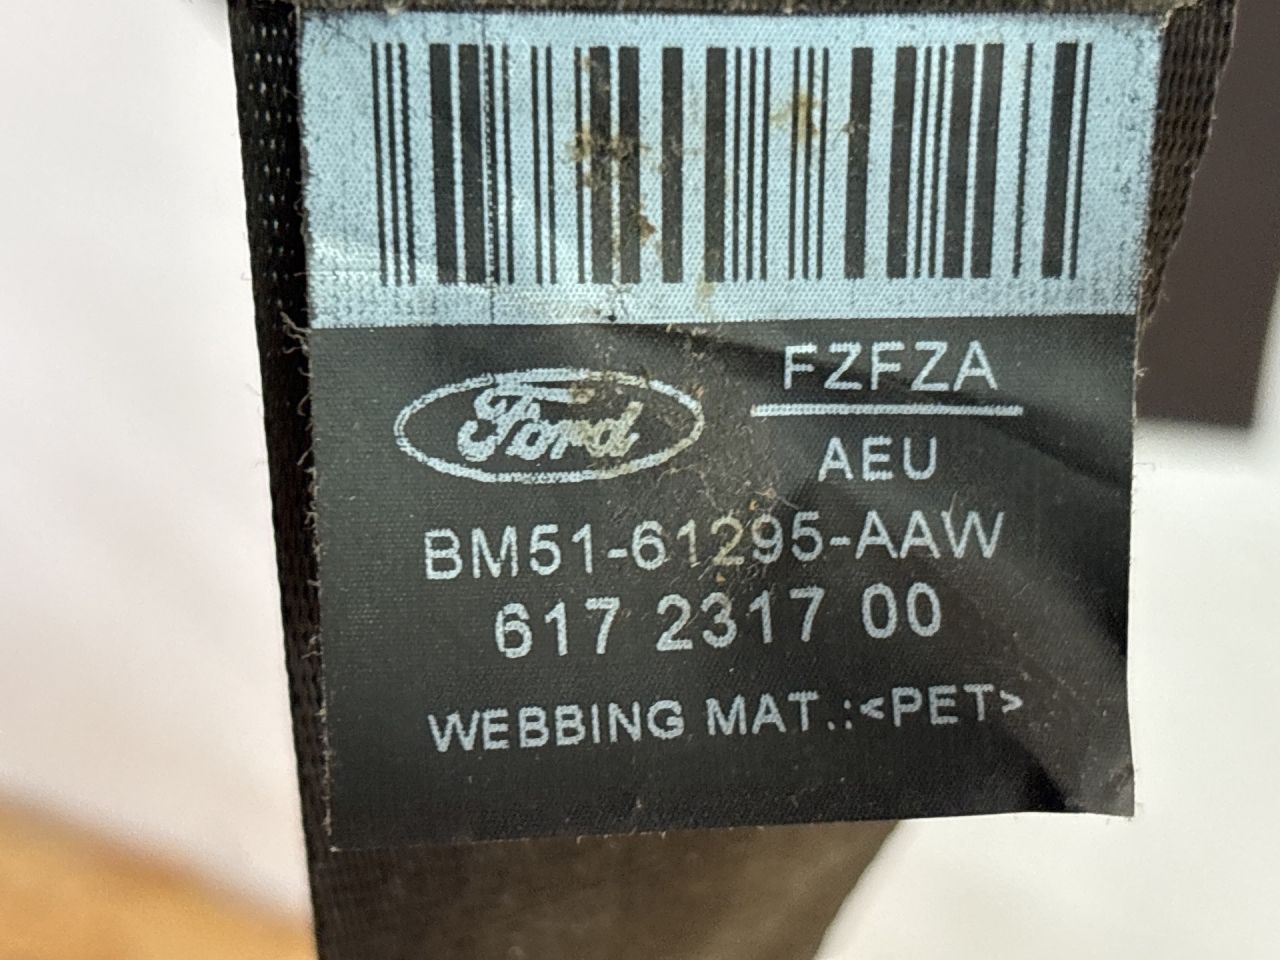 FZFZA
Ford
AEU
BM51-61295-AAW
617 2317 00
WEBBING MAT.:<PET>